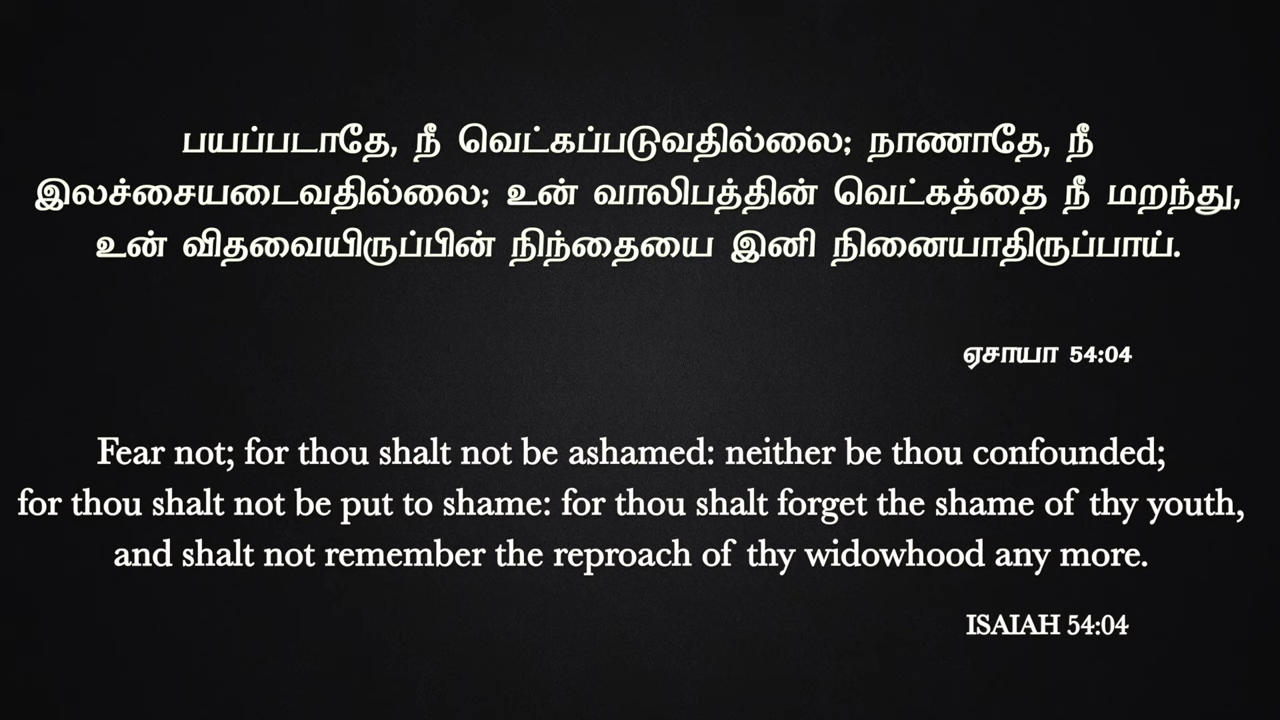 பயப்படாதே, நீ வெட்கப்படுவதில்லை; நாணாதே, நீ
இலச்சையடைவதில்லை; உன் வாலிபத்தின் வெட்கத்தை நீ மறந்து,
உன் விதவையிருப்பின் நிந்தையை இனி நினையாதிருப்பாய்.
ஏசாயா 54:04
Fear not; for thou shalt not be ashamed: neither be thou confounded;
for thou shalt not be put to shame: for thou shalt forget the shame of thy youth,
and shalt not remember the reproach of thy widowhood any more.
ISAIAH 54:04